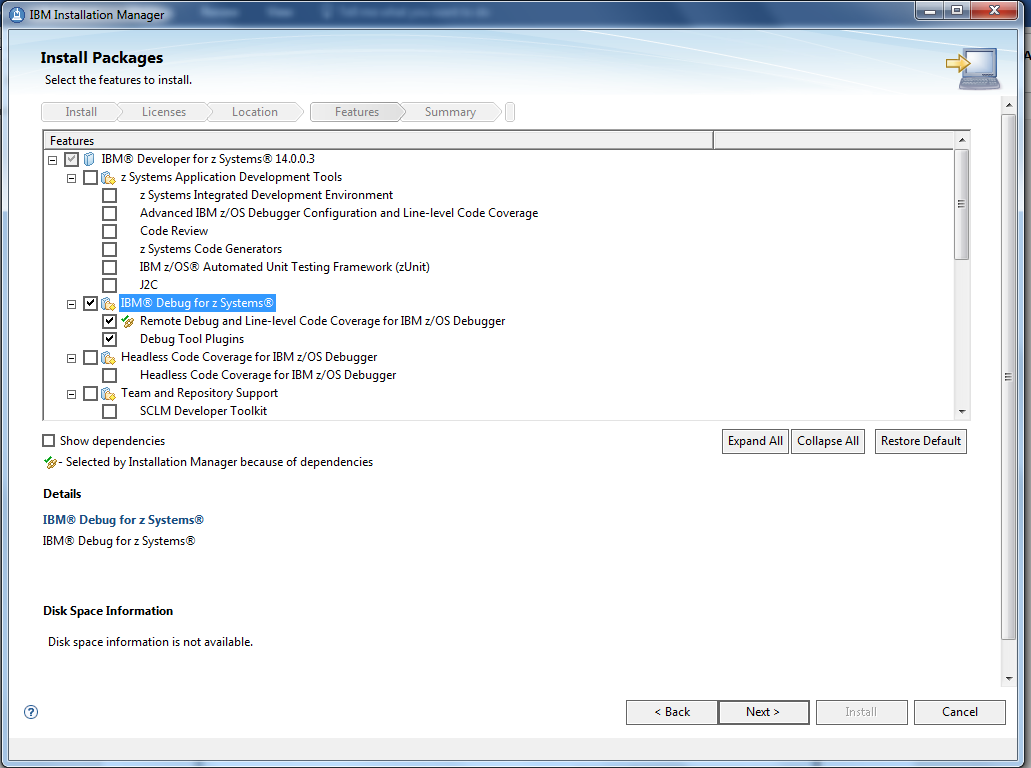 IBM Installation Manager
Install Packages
Select the features to install.
Install Licenses Location Features Summary
Features
IBM® Developer for z Systems® 14.0.0.3
z Systems Application Development Tools
z Systems Integrated Development Environment
Advanced IBM z/OS Debugger Configuration and Line-level Code Coverage
Code Review
z Systems Code Generators
IBM z/OS® Automated Unit Testing Framework (zUnit)
J2C
IBM® Debug for z Systems®
Remote Debug and Line-level Code Coverage for IBM z/OS Debugger
Debug Tool Plugins
Headless Code Coverage for IBM z/OS Debugger
Headless Code Coverage for IBM z/OS Debugger
Team and Repository Support
SCLM Developer Toolkit
Show dependencies
Expand All Collapse All Restore Default
- Selected by Installation Manager because of dependencies
Details
IBM® Debug for z Systems®
IBM® Debug for z Systems®
Disk Space Information
Disk space information is not available.
? < Back Next > Install Cancel